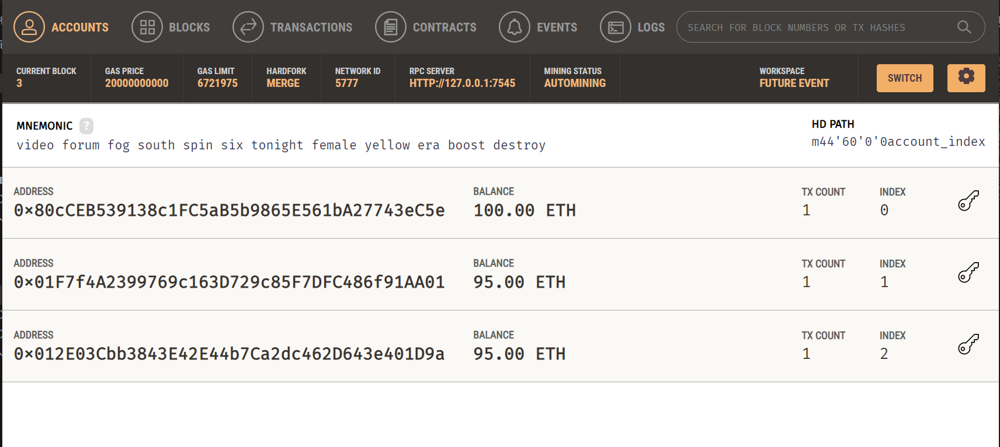 ACCOUNTS BLOCKS TRANSACTIONS CONTRACTS EVENTS LOGS SEARCH FOR BLOCK NUMBERS OR TX HASHES
CURRENT BLOCK GAS PRICE GAS LIMIT HARDFORK NETWORK ID RPC SERVER MINING STATUS WORKSPACE
3 20000000000 6721975 MERGE 5777 HTTP://127.0.0.1:7545 AUTOMINING FUTURE EVENT SWITCH
MNEMONIC ? HD PATH
video forum fog south spin six tonight female yellow era boost destroy m44'60'0'0account_index
ADDRESS BALANCE TX COUNT INDEX
0×80cCEB539138c1FC5aB5b9865E561bA27743eC5e 100.00 ETH 1 0
ADDRESS BALANCE TX COUNT INDEX
0×01F7f4A2399769c163D729c85F7DFC486f91AA01 95.00 ETH 1 1
ADDRESS BALANCE TX COUNT INDEX
0×012E03Cbb3843E42E44b7Ca2dc462D643e401D9a 95.00 ETH 1 2